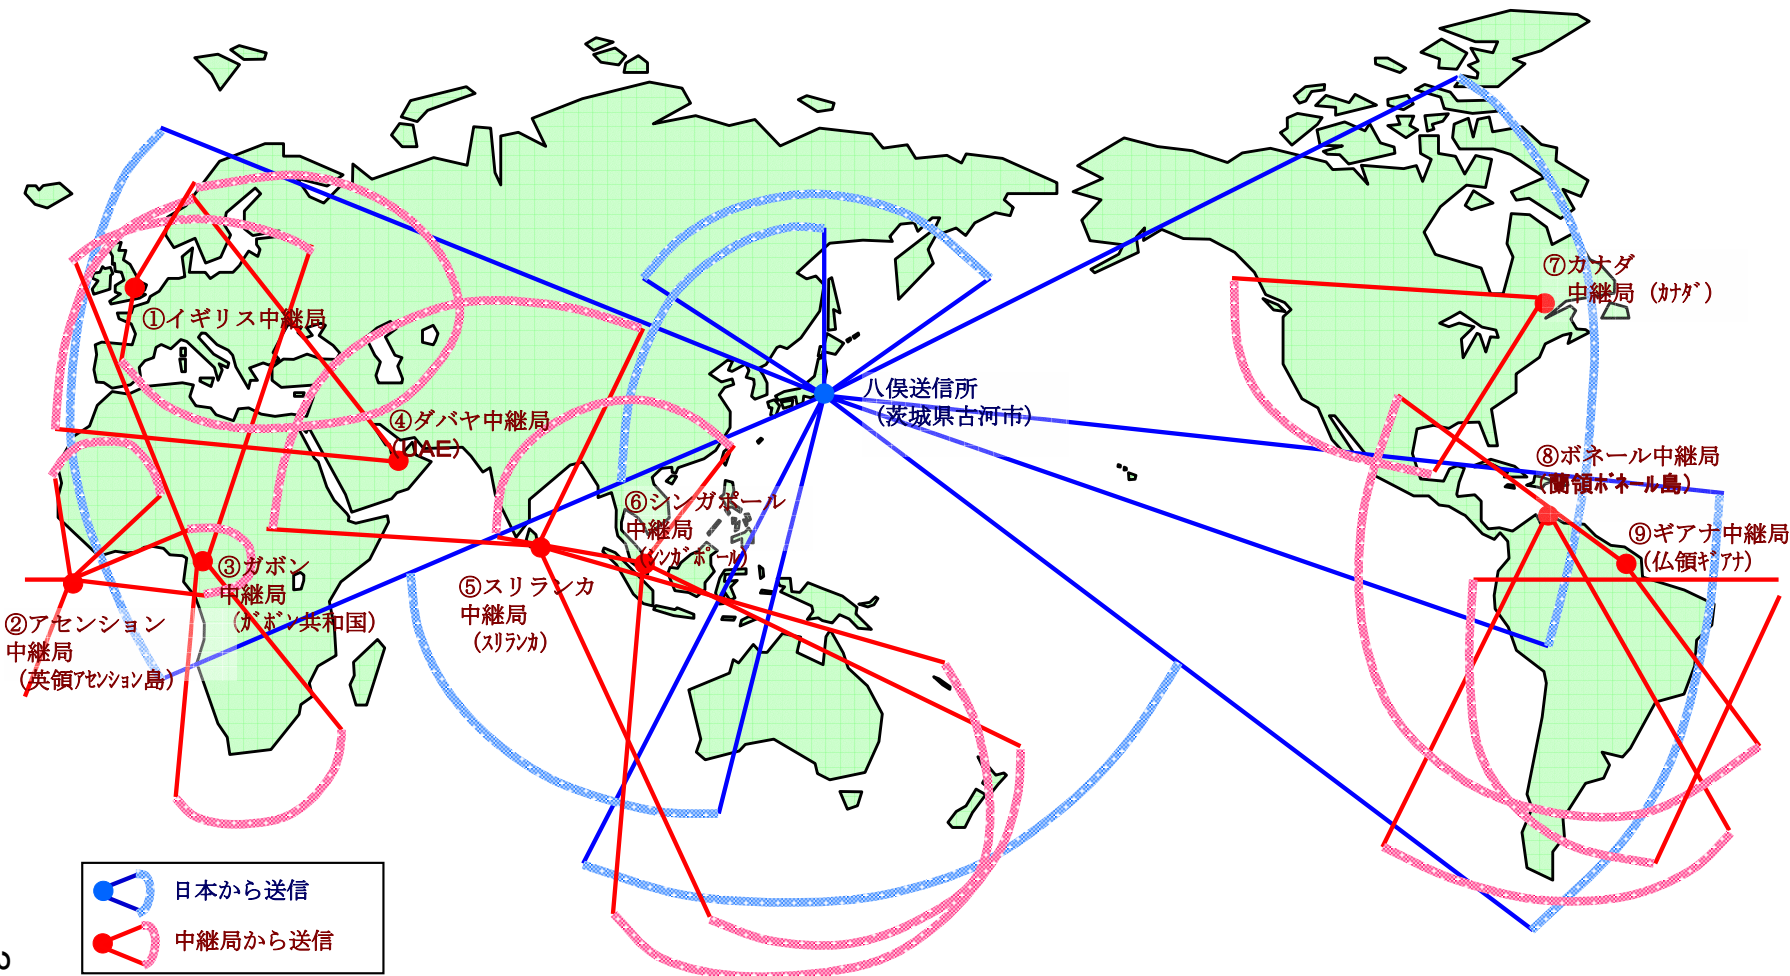 ①イギリス中継局
⑦カナダ
中継局（ｶﾅﾀﾞ）
八俣送信所
（茨城県古河市）
④ダバヤ中継局
（UAE）
⑧ボネール中継局
（蘭領ﾎﾞﾈｰﾙ島）
⑥シンガポール
中継局
（ｼﾝｶﾞﾎﾟｰﾙ）
⑨ギアナ中継局
（仏領ｷﾞｱﾅ）
③ガボン
中継局
（ｶﾞﾎﾞﾝ共和国）
⑤スリランカ
中継局
（ｽﾘﾗﾝｶ）
②アセンション
中継局
（英領ｱｾﾝｼｮﾝ島）
日本から送信
中継局から送信
2